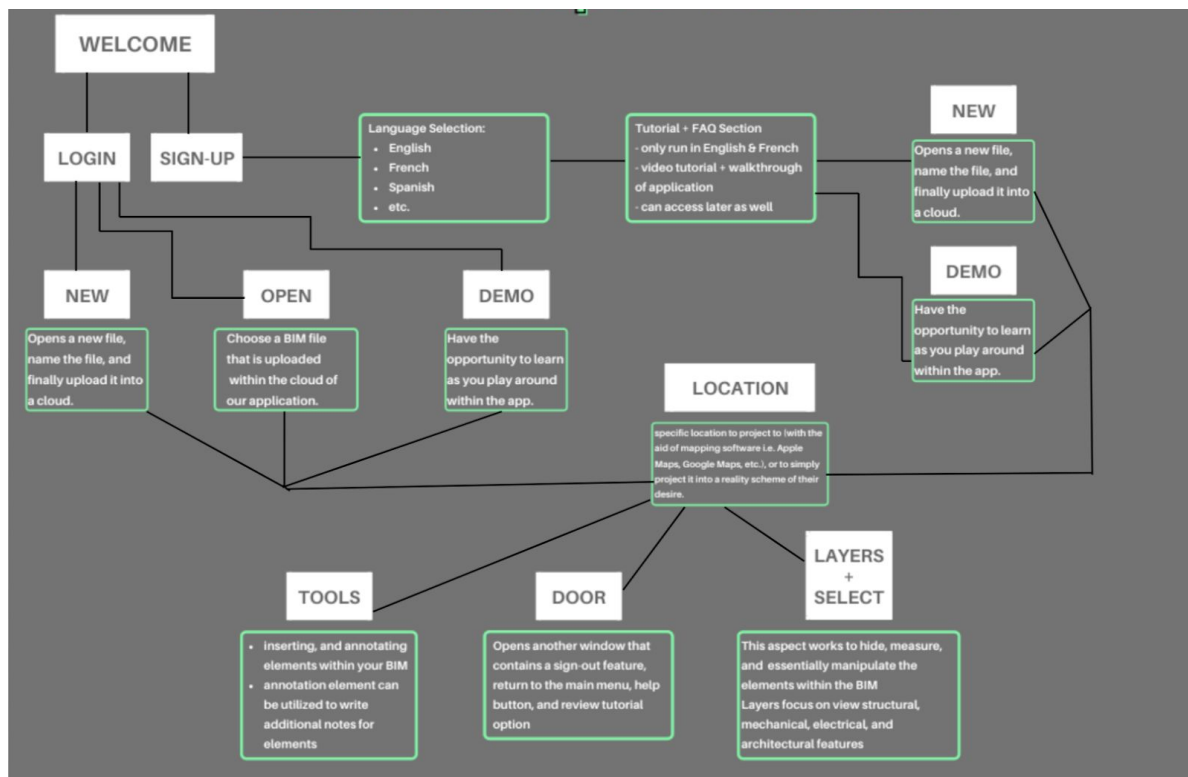 WELCOME
LOGIN
SIGN-UP
Language Selection:
• English
• French
• Spanish
• etc.
Tutorial + FAQ Section
- only run in English & French
- video tutorial + walkthrough
of application
- can access later as well
NEW
Opens a new file,
name the file, and
finally upload it into
a cloud.
DEMO
Have the
opportunity to learn
as you play around
within the app.
NEW
Opens a new file,
name the file, and
finally upload it into
a cloud.
OPEN
Choose a BIM file
that is uploaded
within the cloud of
our application.
DEMO
Have the
opportunity to learn
as you play around
within the app.
LOCATION
specific location to project to (with the
aid of mapping software i.e. Apple
Maps, Google Maps, etc.), or to simply
project it into a reality scheme of their
desire.
TOOLS
• inserting, and annotating
elements within your BIM
• annotation element can
be utilized to write
additional notes for
elements
DOOR
Opens another window that
contains a sign-out feature,
return to the main menu, help
button, and review tutorial
option
LAYERS
+
SELECT
This aspect works to hide, measure,
and essentially manipulate the
elements within the BIM
Layers focus on view structural,
mechanical, electrical, and
architectural features